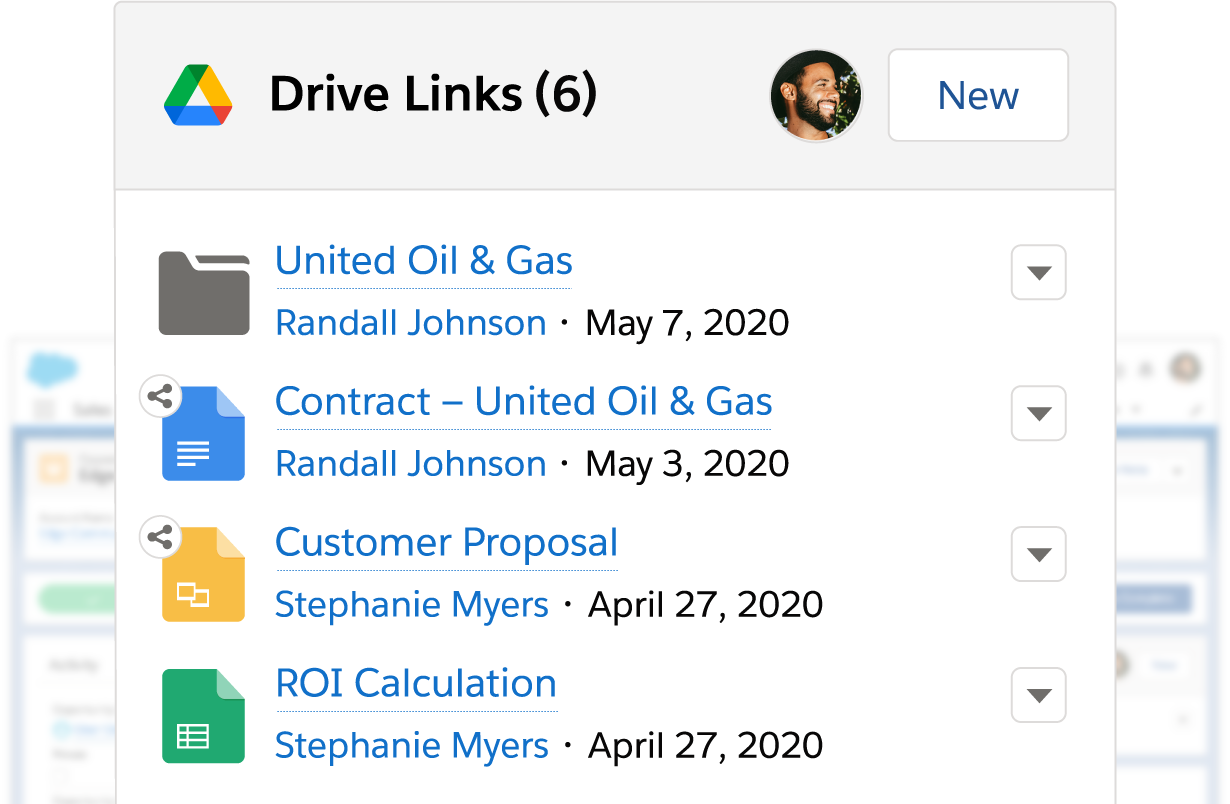 Drive Links (6)
New
United Oil & Gas
Randall Johnson · May 7, 2020
Contract – United Oil & Gas
Randall Johnson · May 3, 2020
Customer Proposal
Stephanie Myers · April 27, 2020
ROI Calculation
Stephanie Myers · April 27, 2020